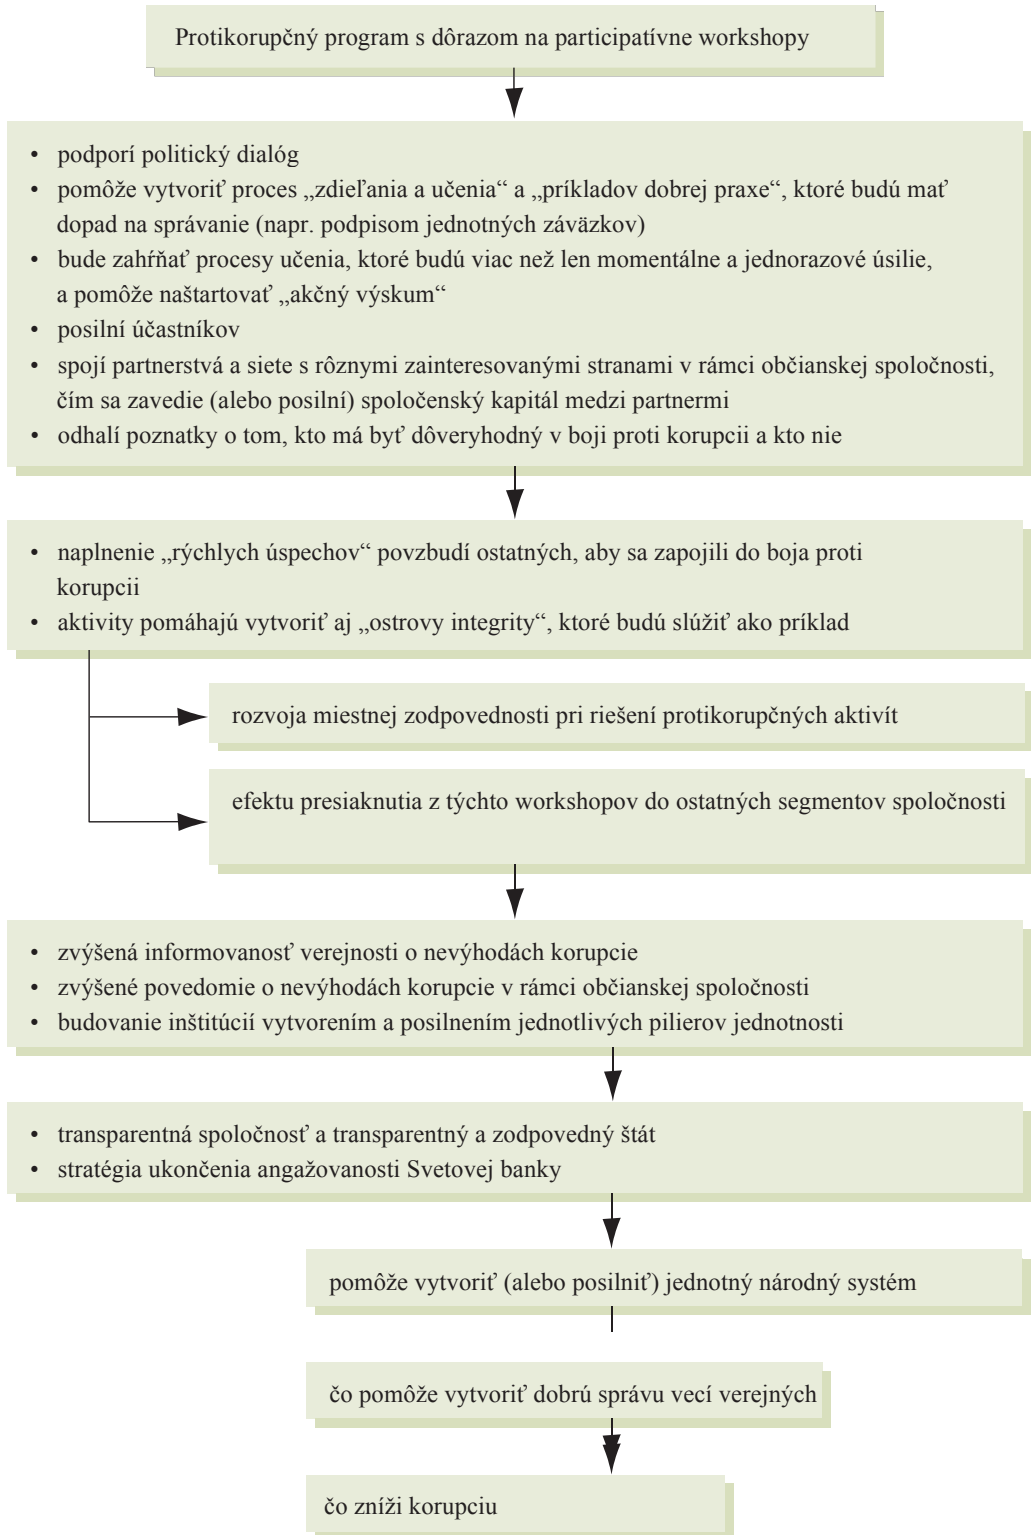 Protikorupčný program s dôrazom na participatívne workshopy
• podporí politický dialóg
• pomôže vytvoriť proces „zdieľania a učenia“ a „príkladov dobrej praxe“, ktoré budú mať
dopad na správanie (napr. podpisom jednotných záväzkov)
• bude zahŕňať procesy učenia, ktoré budú viac než len momentálne a jednorazové úsilie,
a pomôže naštartovať „akčný výskum“
• posilní účastníkov
• spojí partnerstvá a siete s rôznymi zainteresovanými stranami v rámci občianskej spoločnosti,
čím sa zavedie (alebo posilní) spoločenský kapitál medzi partnermi
• odhalí poznatky o tom, kto má byť dôveryhodný v boji proti korupcii a kto nie
• naplnenie „rýchlych úspechov“ povzbudí ostatných, aby sa zapojili do boja proti
korupcii
• aktivity pomáhajú vytvoriť aj „ostrovy integrity“, ktoré budú slúžiť ako príklad
rozvoja miestnej zodpovednosti pri riešení protikorupčných aktivít
efektu presiaknutia z týchto workshopov do ostatných segmentov spoločnosti
• zvýšená informovanosť verejnosti o nevýhodách korupcie
• zvýšené povedomie o nevýhodách korupcie v rámci občianskej spoločnosti
• budovanie inštitúcií vytvorením a posilnením jednotlivých pilierov jednotnosti
• transparentná spoločnosť a transparentný a zodpovedný štát
• stratégia ukončenia angažovanosti Svetovej banky
pomôže vytvoriť (alebo posilniť) jednotný národný systém
čo pomôže vytvoriť dobrú správu vecí verejných
čo zníži korupciu